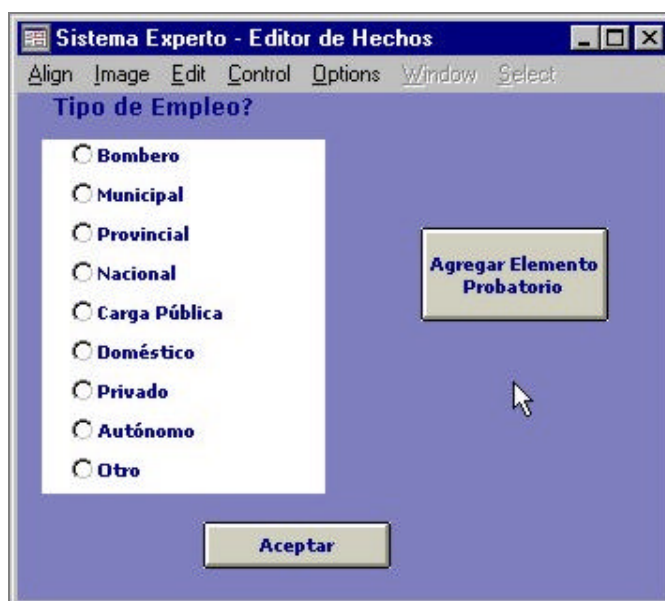 Sistema Experto - Editor de Hechos
Align Image Edit Control Options Window Select
Tipo de Empleo?
Bombero
Municipal
Provincial
Nacional
Carga Pública
Doméstico
Privado
Autónomo
Otro
Agregar Elemento
Probatorio
Aceptar